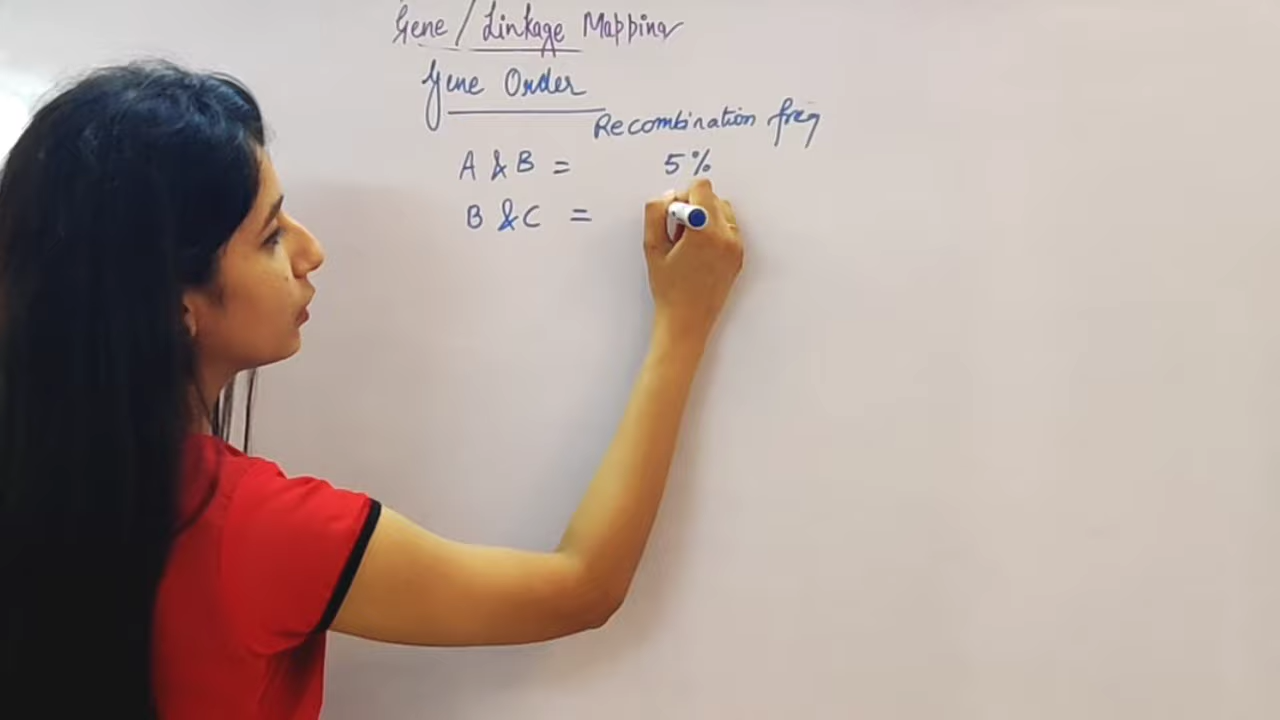 Gene / Linkage Mapping
Gene Order
Recombination freq
A & B = 5%
B & C =